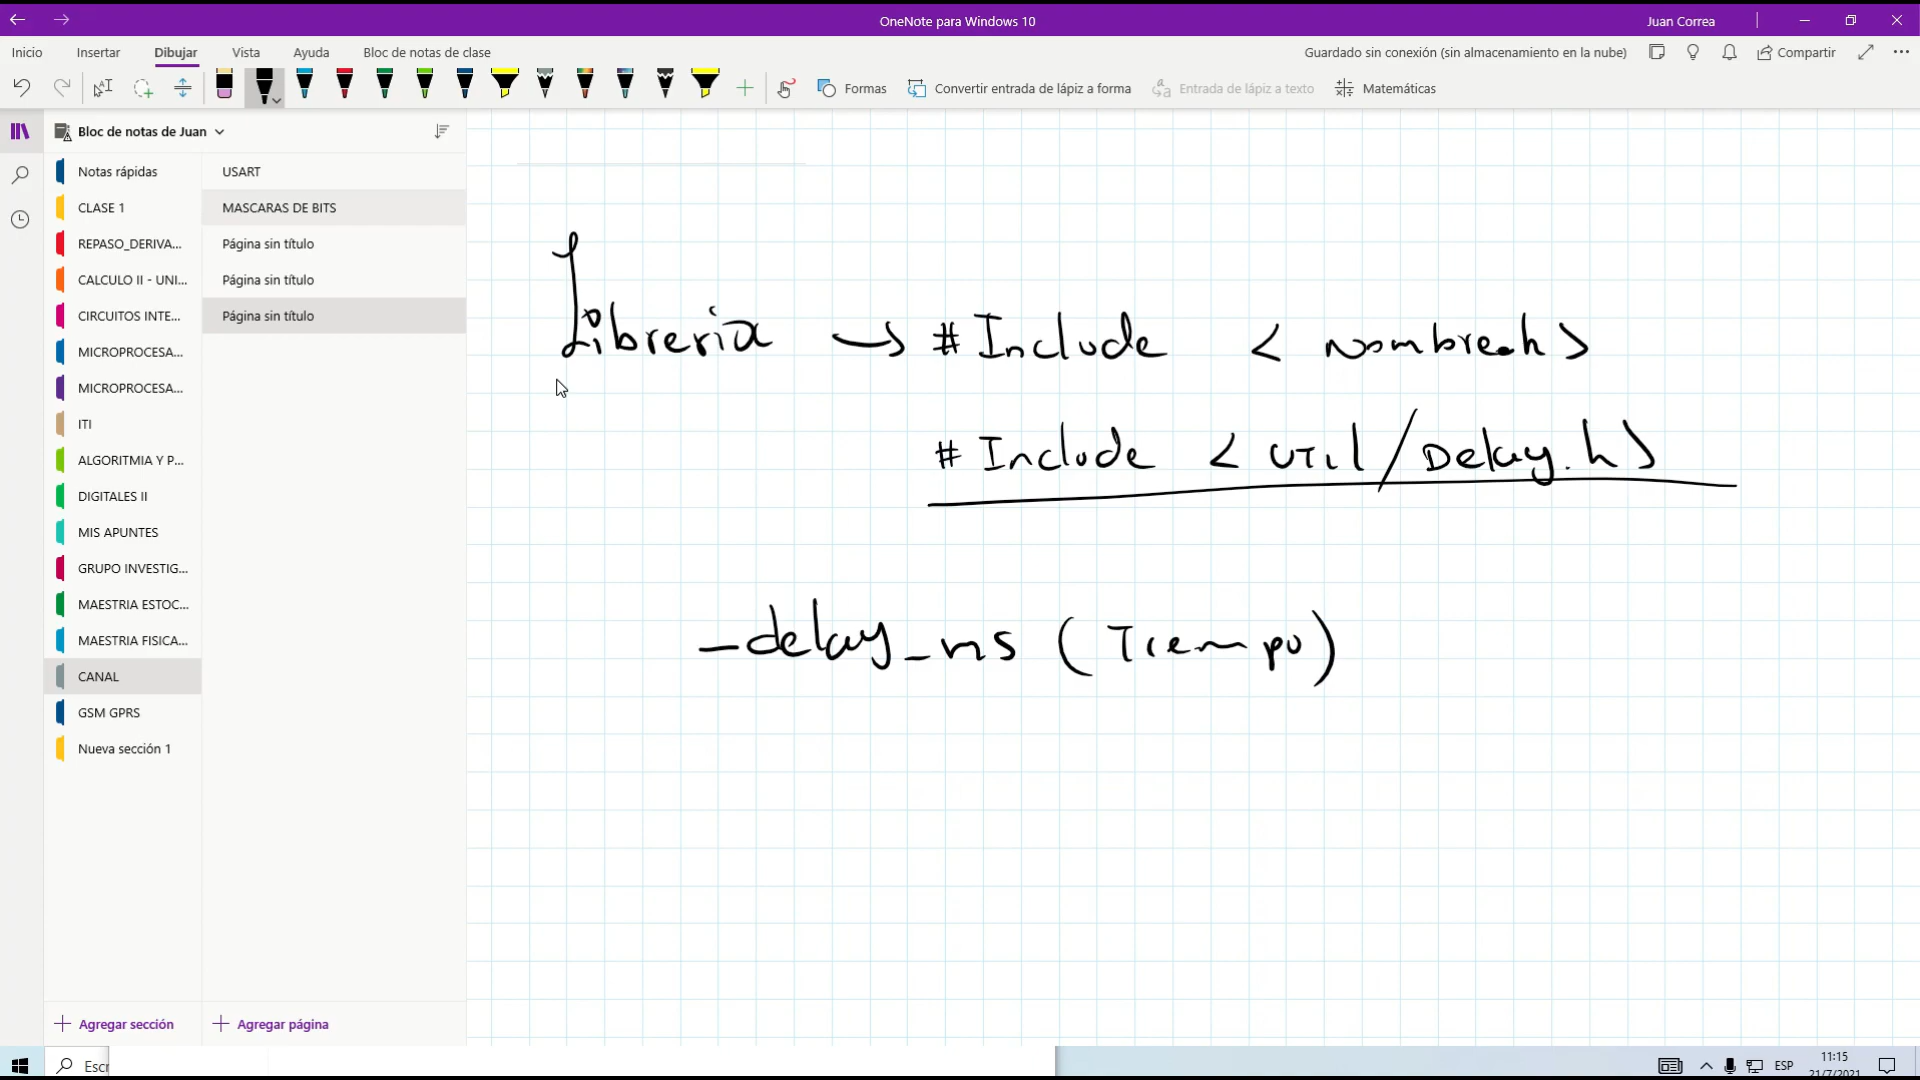 OneNote para Windows 10
Juan Correa
Inicio
Insertar
Dibujar
Vista
Ayuda
Bloc de notas de clase
Guardado sin conexión (sin almacenamiento en la nube)
Compartir
Formas
Convertir entrada de lápiz a forma
Entrada de lápiz a texto
Matemáticas
Bloc de notas de Juan
Notas rápidas
CLASE 1
REPASO_DERIVA...
CALCULO II - UNI...
CIRCUITOS INTE...
MICROPROCESA...
MICROPROCESA...
ITI
ALGORITMIA Y P...
DIGITALES II
MIS APUNTES
GRUPO INVESTIG...
MAESTRIA ESTOC...
MAESTRIA FISICA...
CANAL
GSM GPRS
Nueva sección 1
Agregar sección
USART
MASCARAS DE BITS
Página sin título
Página sin título
Página sin título
Agregar página
Libreria → #Include < nombre.h >
#Include < UTil/Delay.h >
_delay_ms (Tiempo)
Escr
ESP
11:15
21/7/2021